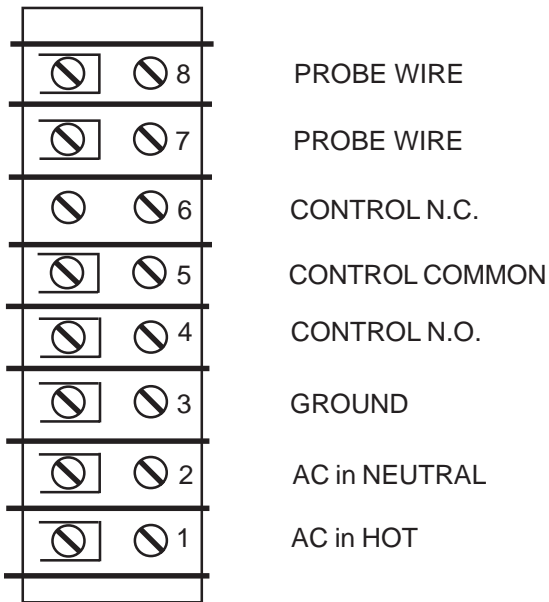 8 PROBE WIRE
7 PROBE WIRE
6 CONTROL N.C.
5 CONTROL COMMON
4 CONTROL N.O.
3 GROUND
2 AC in NEUTRAL
1 AC in HOT